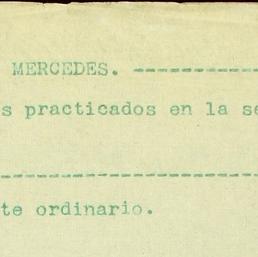 MERCEDES. -----------
s practicados en la se
-----------------------
te ordinario.